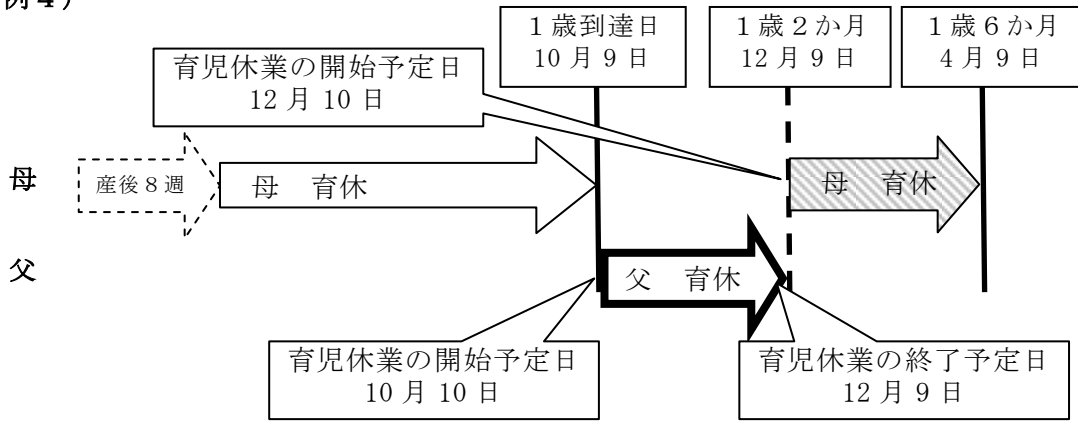 例４）
１歳到達日
10月９日
１歳２か月
12月９日
１歳６か月
４月９日
育児休業の開始予定日
12月10日
母
産後８週
母　育休
母　育休
父
父　育休
育児休業の開始予定日
10月10日
育児休業の終了予定日
12月９日